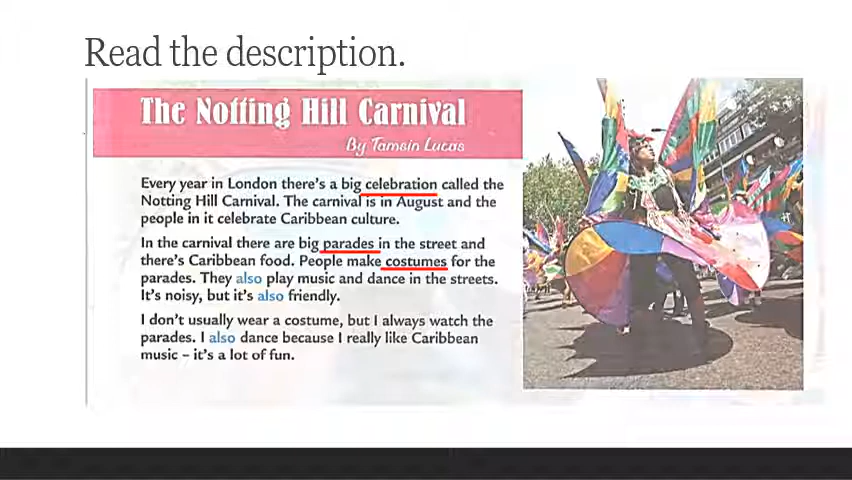 Read the description.
The Notting Hill Carnival
By Tamsin Lucas
Every year in London there's a big celebration called the
Notting Hill Carnival. The carnival is in August and the
people in it celebrate Caribbean culture.
In the carnival there are big parades in the street and
there's Caribbean food. People make costumes for the
parades. They also play music and dance in the streets.
It's noisy, but it's also friendly.
I don't usually wear a costume, but I always watch the
parades. I also dance because I really like Caribbean
music – it's a lot of fun.